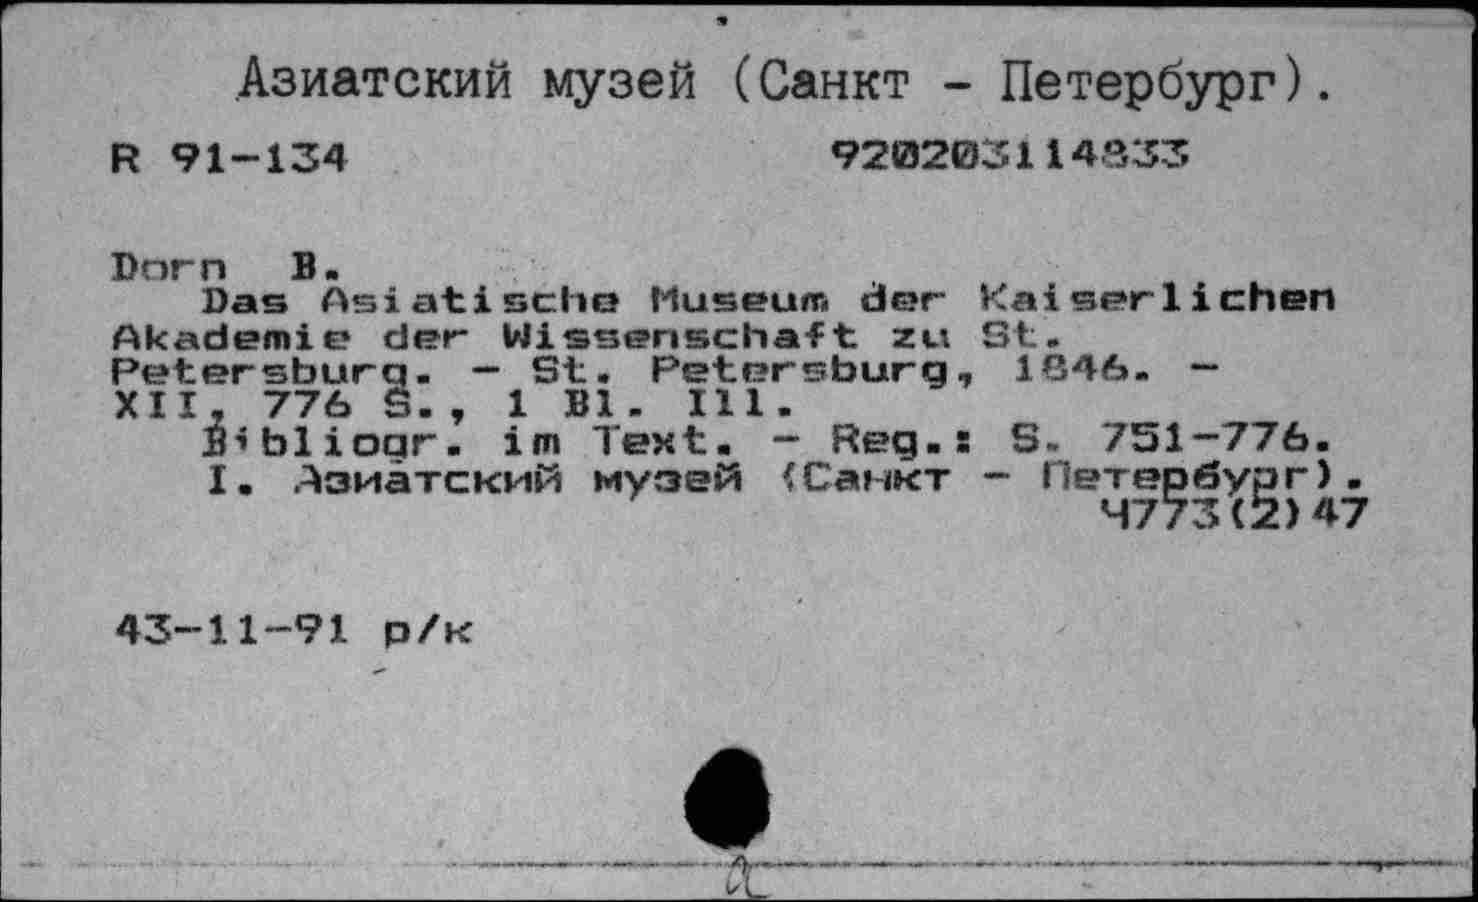 Азиатский музей (Санкт - Петербург).
R 91-134 920203114833
Dorn B.
Das Asiatische Museum der Kaiserlichen
Akademie der Wissenschaft zu St.
Petersburg. - St. Petersburg, 1846. -
XII, 776 S., 1 Bl. Ill.
Bibliogr. im Text. - Reg.: S. 751-776.
I. Азиатский музей (Санкт - Петербург).
Ч773(2)47
43-11-91 р/к